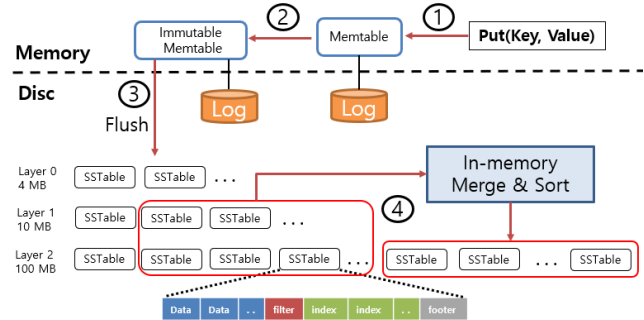 ① 
②
Immutable
Memtable
Memtable
Put(Key, Value)
Memory
Disc
③
Flush
Log
Log
Layer 0
4 MB
SSTable SSTable ...
In-memory
Merge & Sort
④
Layer 1
10 MB
SSTable SSTable SSTable ...
Layer 2
100 MB
SSTable SSTable SSTable SSTable ...
SSTable SSTable ... SSTable
Data Data .. filter index index .. footer